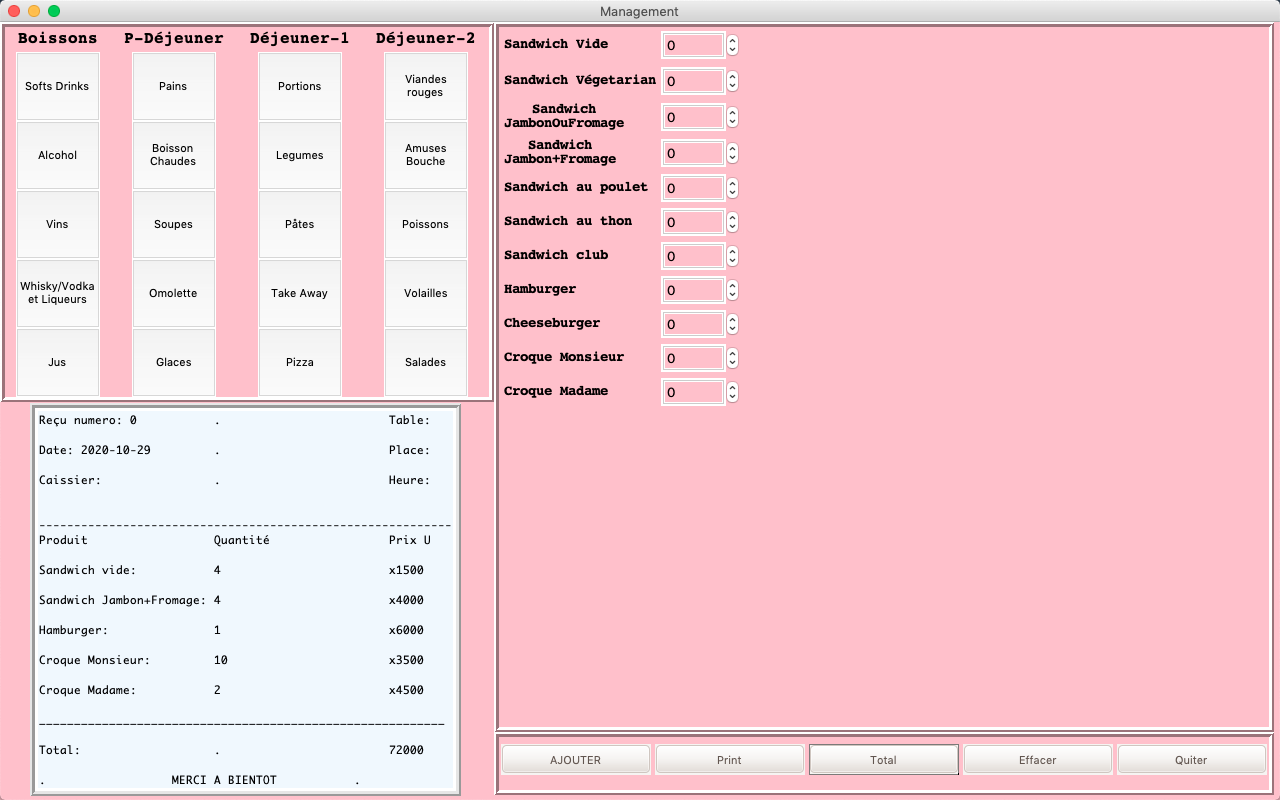 Management
Boissons P-Déjeuner Déjeuner-1 Déjeuner-2
Softs Drinks
Alcohol
Vins
Whisky/Vodka
et Liqueurs
Jus
Pains
Boisson
Chaudes
Soupes
Omolette
Glaces
Portions
Legumes
Pâtes
Take Away
Pizza
Viandes
rouges
Amuses
Bouche
Poissons
Volailles
Salades
Reçu numero: 0 . Table:
Date: 2020-10-29 . Place:
Caissier: . Heure:
-----------------------------------------------------------
Produit Quantité Prix U
Sandwich vide: 4 x1500
Sandwich Jambon+Fromage: 4 x4000
Hamburger: 1 x6000
Croque Monsieur: 10 x3500
Croque Madame: 2 x4500
__________________________________________________________
Total: . 72000
. MERCI A BIENTOT .
Sandwich Vide 0
Sandwich Végetarian 0
Sandwich
JambonOuFromage 0
Sandwich
Jambon+Fromage 0
Sandwich au poulet 0
Sandwich au thon 0
Sandwich club 0
Hamburger 0
Cheeseburger 0
Croque Monsieur 0
Croque Madame 0
AJOUTER Print Total Effacer Quiter